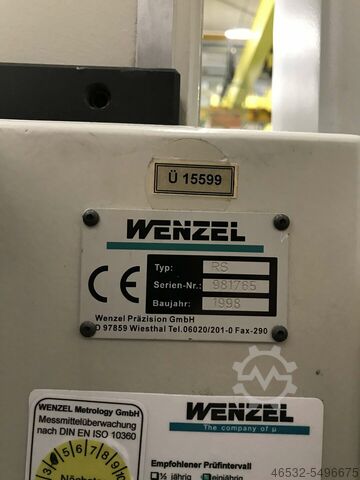 Ü 15599
WENZEL
CE
Typ: RS
Serien-Nr.: 981765
Baujahr: 1998
Wenzel Präzision GmbH
D 97859 Wiesthal Tel.06020/201-0 Fax-290
WENZEL Metrology GmbH
Messmittelüberwachung
nach DIN EN ISO 10360
WENZEL
The company of µ
Empfohlener Prüfintervall
½ jährig einjährig
46532-5496675